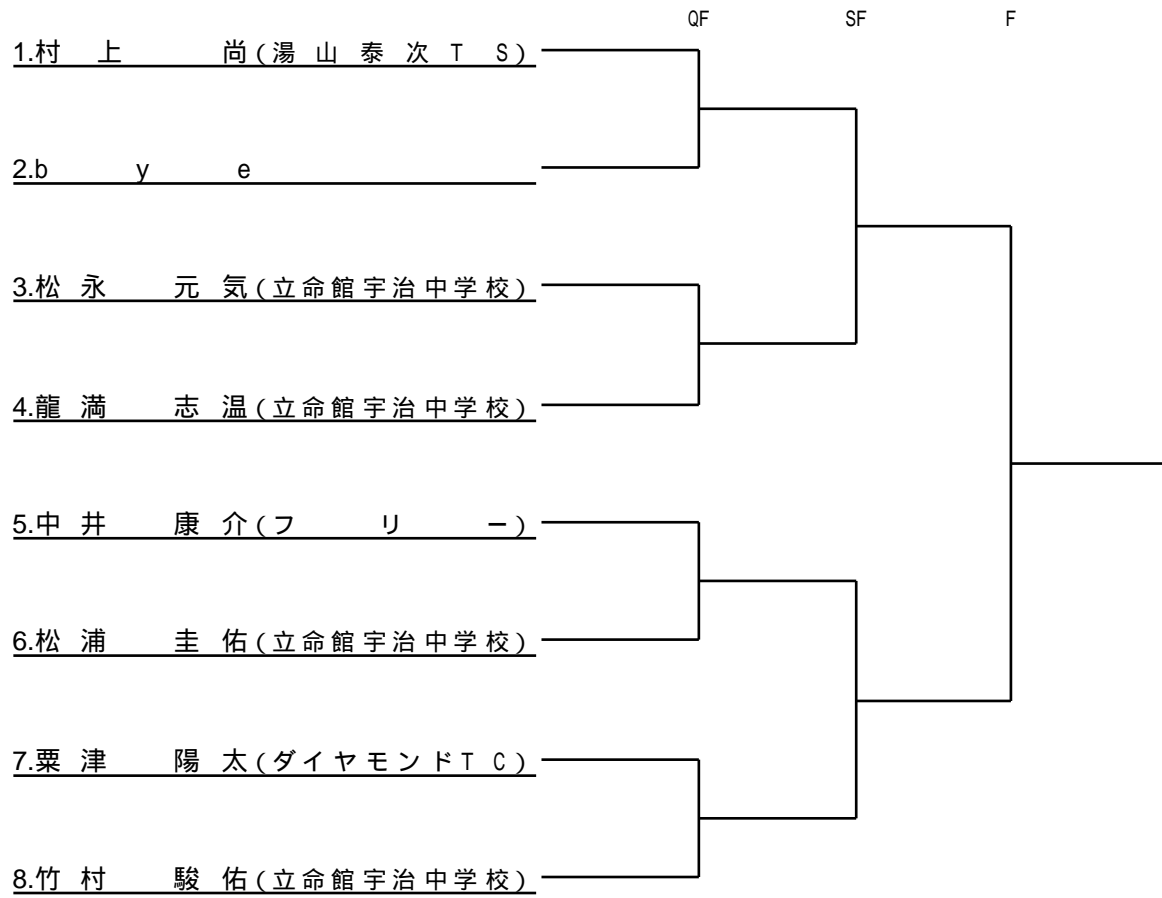 QF SF F
1.村上 尚(湯山泰次TS)
2.bye
3.松永 元気(立命館宇治中学校)
4.龍満 志温(立命館宇治中学校)
5.中井 康介(フリー)
6.松浦 圭佑(立命館宇治中学校)
7.粟津 陽太(ダイヤモンドTC)
8.竹村 駿佑(立命館宇治中学校)